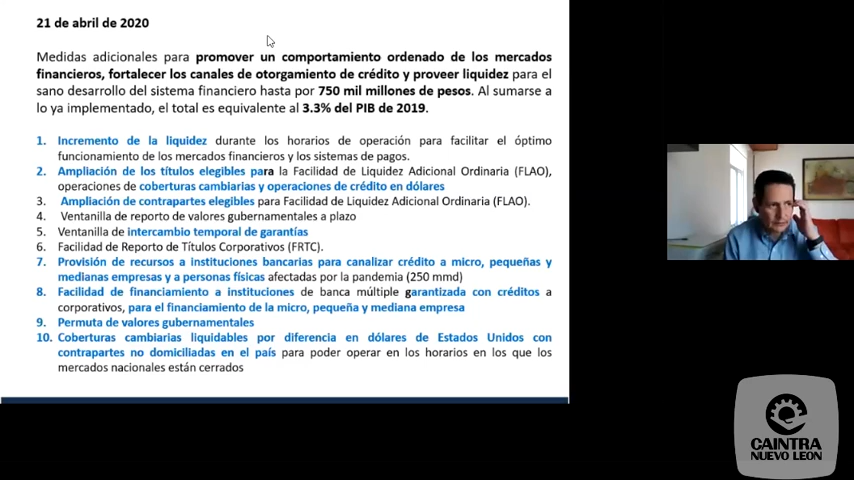 21 de abril de 2020
Medidas adicionales para promover un comportamiento ordenado de los mercados
financieros, fortalecer los canales de otorgamiento de crédito y proveer liquidez para el
sano desarrollo del sistema financiero hasta por 750 mil millones de pesos. Al sumarse a
lo ya implementado, el total es equivalente al 3.3% del PIB de 2019.
1. Incremento de la liquidez durante los horarios de operación para facilitar el óptimo
funcionamiento de los mercados financieros y los sistemas de pagos.
2. Ampliación de los títulos elegibles para la Facilidad de Liquidez Adicional Ordinaria (FLAO),
operaciones de coberturas cambiarias y operaciones de crédito en dólares
3. Ampliación de contrapartes elegibles para Facilidad de Liquidez Adicional Ordinaria (FLAO).
4. Ventanilla de reporto de valores gubernamentales a plazo
5. Ventanilla de intercambio temporal de garantías
6. Facilidad de Reporto de Títulos Corporativos (FRTC).
7. Provisión de recursos a instituciones bancarias para canalizar crédito a micro, pequeñas y
medianas empresas y a personas físicas afectadas por la pandemia (250 mmd)
8. Facilidad de financiamiento a instituciones de banca múltiple garantizada con créditos a
corporativos, para el financiamiento de la micro, pequeña y mediana empresa
9. Permuta de valores gubernamentales
10. Coberturas cambiarias liquidables por diferencia en dólares de Estados Unidos con
contrapartes no domiciliadas en el país para poder operar en los horarios en los que los
mercados nacionales están cerrados
CAINTRA
NUEVO LEÓN